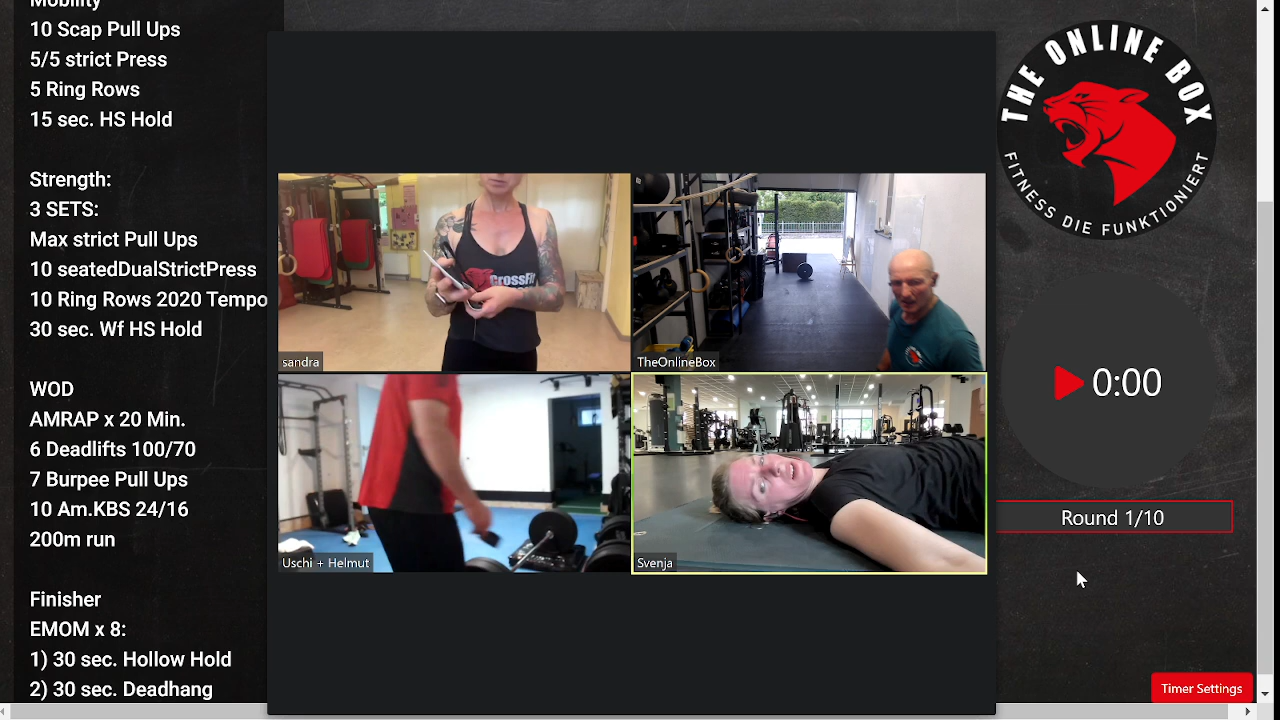 Mobility
10 Scap Pull Ups
5/5 strict Press
5 Ring Rows
15 sec. HS Hold
Strength:
3 SETS:
Max strict Pull Ups
10 seatedDualStrictPress
10 Ring Rows 2020 Tempo
30 sec. Wf HS Hold
WOD
AMRAP x 20 Min.
6 Deadlifts 100/70
7 Burpee Pull Ups
10 Am.KBS 24/16
200m run
Finisher
EMOM x 8:
1) 30 sec. Hollow Hold
2) 30 sec. Deadhang
CrossFit
sandra
TheOnlineBox
Uschi + Helmut
Svenja
THE ONLINE BOX
FITNESS DIE FUNKTIONIERT
0:00
Round 1/10
Timer Settings